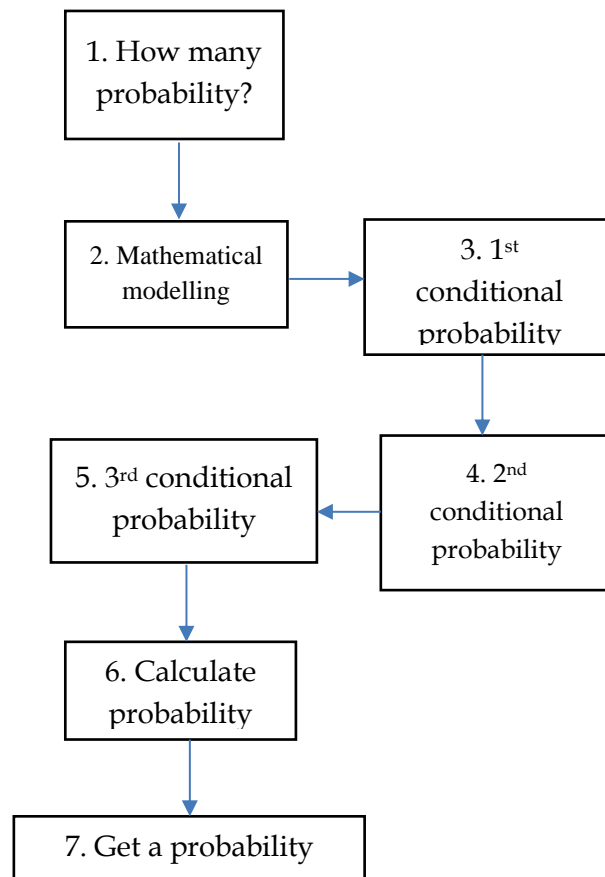 1. How many
probability?
2. Mathematical
modelling
3. 1st
conditional
probability
4. 2nd
conditional
probability
5. 3rd conditional
probability
6. Calculate
probability
7. Get a probability